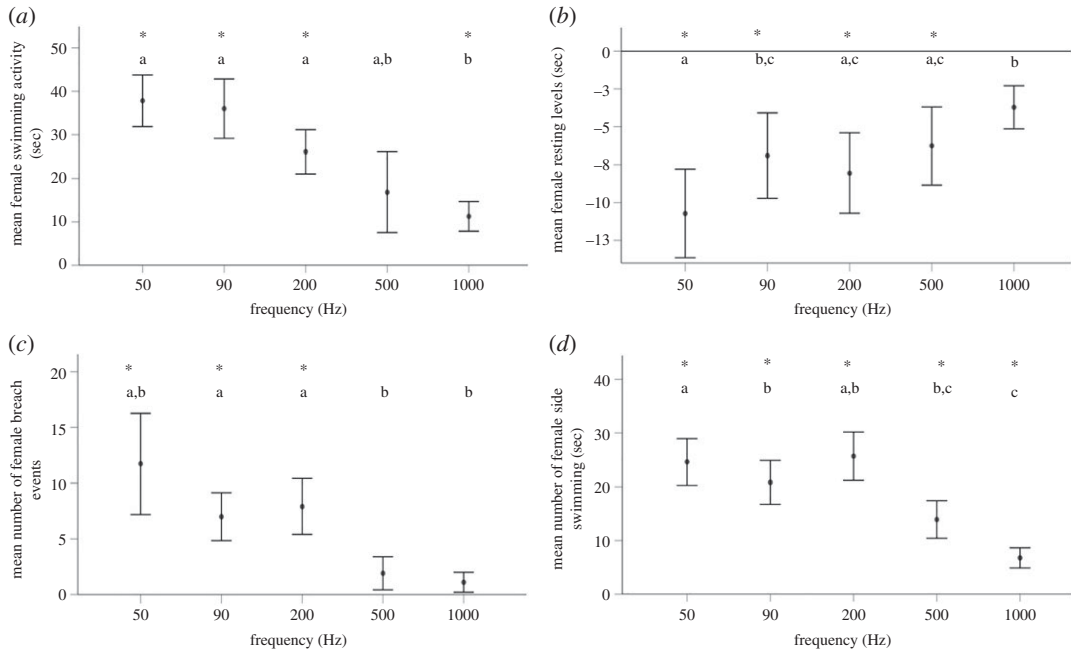 (a)
* * * *
50 a a a a,b b
40
30
20
10
0
50 90 200 500 1000
frequency (Hz)
mean female swimming activity
(sec)
(b)
* * * *
0
a b,c a,c a,c b
–3
–5
–8
–10
–13
50 90 200 500 1000
frequency (Hz)
mean female resting levels (sec)
(c)
* * *
20
a,b a a b b
15
10
5
0
50 90 200 500 1000
frequency (Hz)
mean number of female breach
events
(d)
* * * * *
40 a b a,b b,c c
30
20
10
0
50 90 200 500 1000
frequency (Hz)
mean number of female side
swimming (sec)